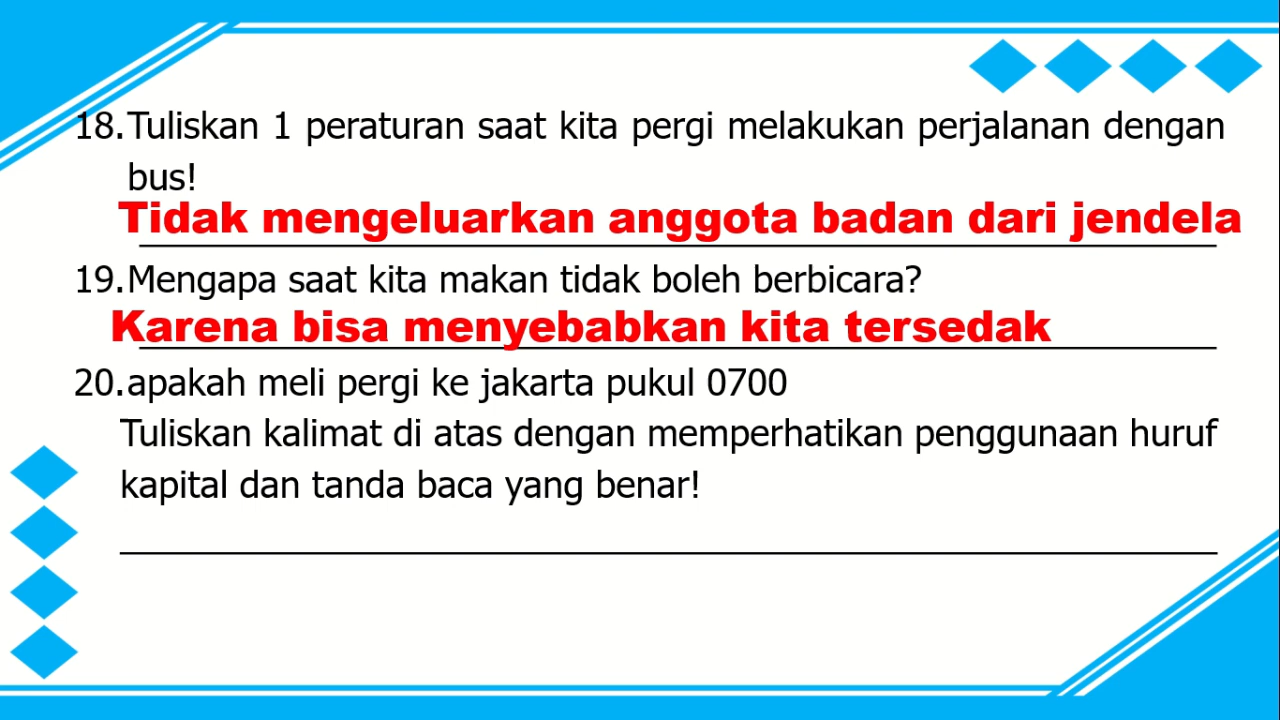 18. Tuliskan 1 peraturan saat kita pergi melakukan perjalanan dengan
bus!
Tidak mengeluarkan anggota badan dari jendela
19. Mengapa saat kita makan tidak boleh berbicara?
Karena bisa menyebabkan kita tersedak
20. apakah meli pergi ke jakarta pukul 0700
Tuliskan kalimat di atas dengan memperhatikan penggunaan huruf
kapital dan tanda baca yang benar!